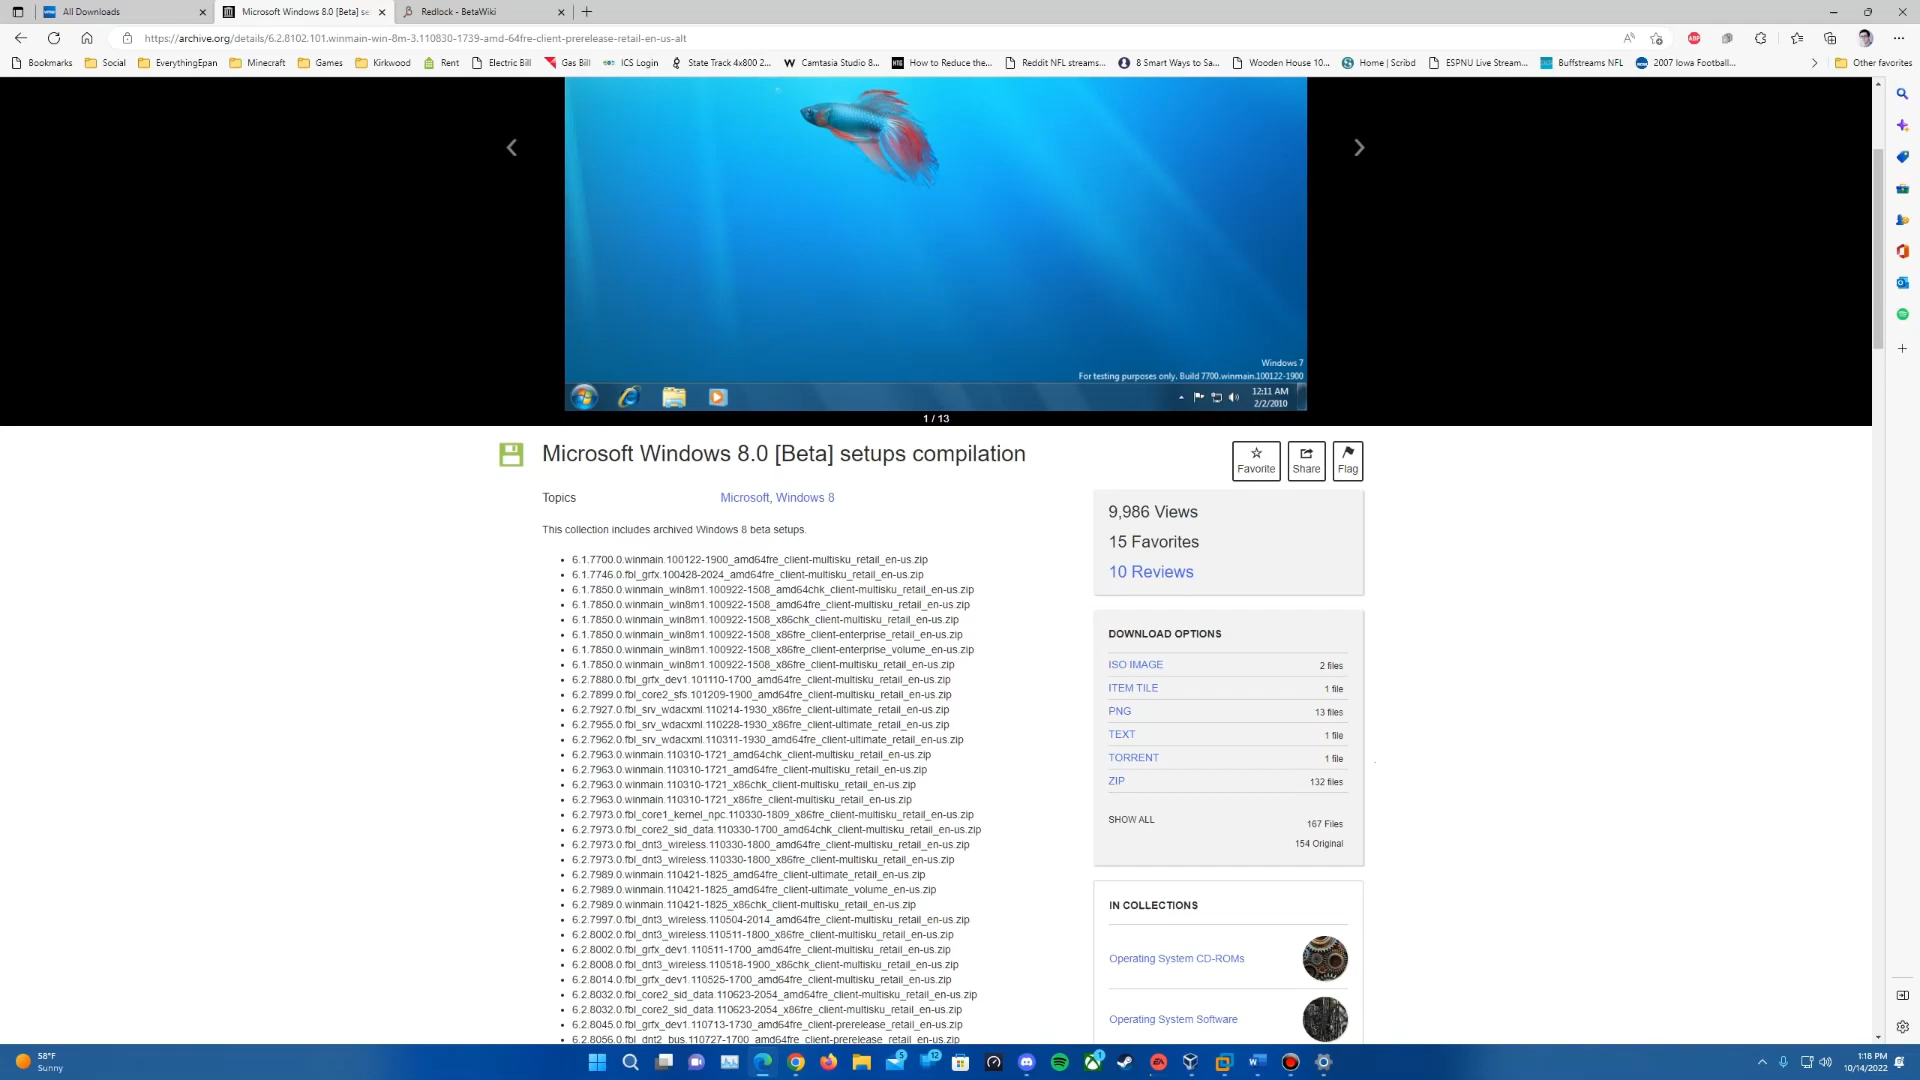 All Downloads
Microsoft Windows 8.0 [Beta] se
Redlock - BetaWiki
https://archive.org/details/6.2.8102.101.winmain-win-8m-3.110830-1739-amd-64fre-client-prerelease-retail-en-us-alt
Bookmarks
Social
EverythingEpan
Minecraft
Games
Kirkwood
Rent
Electric Bill
Gas Bill
ICS Login
State Track 4x800 2...
Camtasia Studio 8...
How to Reduce the...
Reddit NFL streams...
8 Smart Ways to Sa...
Wooden House 10...
Home | Scribd
ESPNU Live Stream...
Buffstreams NFL
2007 Iowa Football...
Other favorites
Windows 7
For testing purposes only. Build 7700.winmain.100122-1900
12:11 AM
2/2/2010
1 / 13
Microsoft Windows 8.0 [Beta] setups compilation
Favorite
Share
Flag
Topics
Microsoft, Windows 8
This collection includes archived Windows 8 beta setups.
6.1.7700.0.winmain.100122-1900_amd64fre_client-multisku_retail_en-us.zip
6.1.7746.0.fbl_grfx.100428-2024_amd64fre_client-multisku_retail_en-us.zip
6.1.7850.0.winmain_win8m1.100922-1508_amd64chk_client-multisku_retail_en-us.zip
6.1.7850.0.winmain_win8m1.100922-1508_amd64fre_client-multisku_retail_en-us.zip
6.1.7850.0.winmain_win8m1.100922-1508_x86chk_client-multisku_retail_en-us.zip
6.1.7850.0.winmain_win8m1.100922-1508_x86fre_client-enterprise_retail_en-us.zip
6.1.7850.0.winmain_win8m1.100922-1508_x86fre_client-enterprise_volume_en-us.zip
6.1.7850.0.winmain_win8m1.100922-1508_x86fre_client-multisku_retail_en-us.zip
6.2.7880.0.fbl_grfx_dev1.101110-1700_amd64fre_client-multisku_retail_en-us.zip
6.2.7899.0.fbl_core2_sfs.101209-1900_amd64fre_client-multisku_retail_en-us.zip
6.2.7927.0.fbl_srv_wdacxml.110214-1930_x86fre_client-ultimate_retail_en-us.zip
6.2.7955.0.fbl_srv_wdacxml.110228-1930_x86fre_client-ultimate_retail_en-us.zip
6.2.7962.0.fbl_srv_wdacxml.110311-1930_amd64fre_client-ultimate_retail_en-us.zip
6.2.7963.0.winmain.110310-1721_amd64chk_client-multisku_retail_en-us.zip
6.2.7963.0.winmain.110310-1721_amd64fre_client-multisku_retail_en-us.zip
6.2.7963.0.winmain.110310-1721_x86chk_client-multisku_retail_en-us.zip
6.2.7963.0.winmain.110310-1721_x86fre_client-multisku_retail_en-us.zip
6.2.7973.0.fbl_core1_kernel_npc.110330-1809_x86fre_client-multisku_retail_en-us.zip
6.2.7973.0.fbl_core2_sid_data.110330-1700_amd64chk_client-multisku_retail_en-us.zip
6.2.7973.0.fbl_dnt3_wireless.110330-1800_amd64fre_client-multisku_retail_en-us.zip
6.2.7973.0.fbl_dnt3_wireless.110330-1800_x86fre_client-multisku_retail_en-us.zip
6.2.7989.0.winmain.110421-1825_amd64fre_client-ultimate_retail_en-us.zip
6.2.7989.0.winmain.110421-1825_amd64fre_client-ultimate_volume_en-us.zip
6.2.7989.0.winmain.110421-1825_x86chk_client-multisku_retail_en-us.zip
6.2.7997.0.fbl_dnt3_wireless.110504-2014_amd64fre_client-multisku_retail_en-us.zip
6.2.8002.0.fbl_dnt3_wireless.110511-1800_x86fre_client-multisku_retail_en-us.zip
6.2.8002.0.fbl_grfx_dev1.110511-1700_amd64fre_client-multisku_retail_en-us.zip
6.2.8008.0.fbl_dnt3_wireless.110518-1900_x86chk_client-multisku_retail_en-us.zip
6.2.8014.0.fbl_grfx_dev1.110525-1700_amd64fre_client-multisku_retail_en-us.zip
6.2.8032.0.fbl_core2_sid_data.110623-2054_amd64fre_client-multisku_retail_en-us.zip
6.2.8032.0.fbl_core2_sid_data.110623-2054_x86fre_client-multisku_retail_en-us.zip
6.2.8045.0.fbl_grfx_dev1.110713-1730_amd64fre_client-prerelease_retail_en-us.zip
6.2.8056.0.fbl_dnt2_bus.110727-1700_amd64fre_client-prerelease_retail_en-us.zip
9,986 Views
15 Favorites
10 Reviews
DOWNLOAD OPTIONS
ISO IMAGE 2 files
ITEM TILE 1 file
PNG 13 files
TEXT 1 file
TORRENT 1 file
ZIP 132 files
SHOW ALL 167 Files
154 Original
IN COLLECTIONS
Operating System CD-ROMs
Operating System Software
58°F
Sunny
1:18 PM
10/14/2022